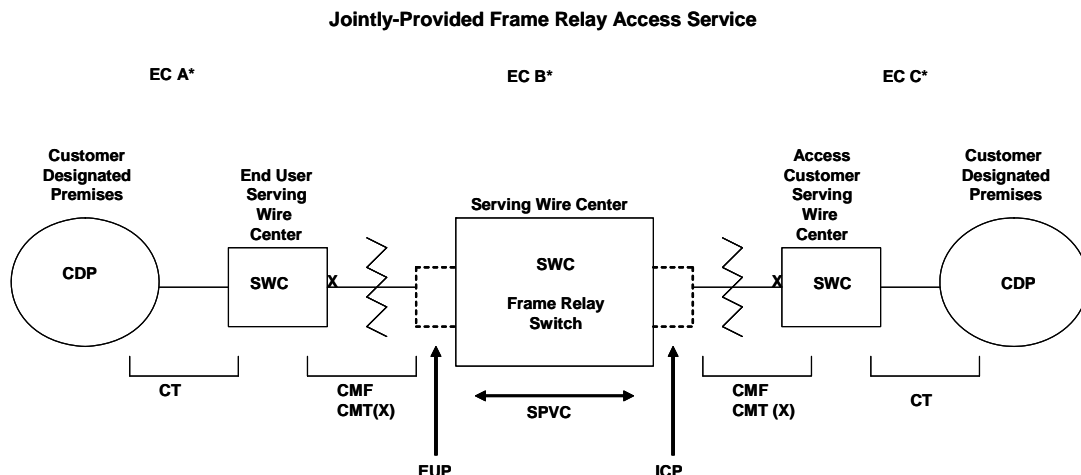 Jointly-Provided Frame Relay Access Service
EC A*
EC B*
EC C*
Customer
Designated
Premises
End User
Serving
Wire
Center
Serving Wire Center
Access
Customer
Serving
Wire
Center
Customer
Designated
Premises
CDP
SWC
X
SWC
Frame Relay
Switch
X
SWC
CDP
CT
CMF
CMT(X)
SPVC
CMF
CMT (X)
CT
EUP
ICP